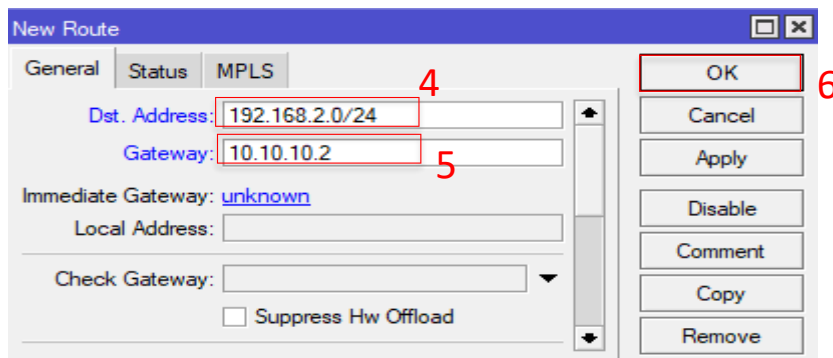 New Route
General Status MPLS
4
Dst. Address: 192.168.2.0/24
Gateway: 10.10.10.2
5
Immediate Gateway: unknown
Local Address:
Check Gateway:
Suppress Hw Offload
OK
6
Cancel
Apply
Disable
Comment
Copy
Remove